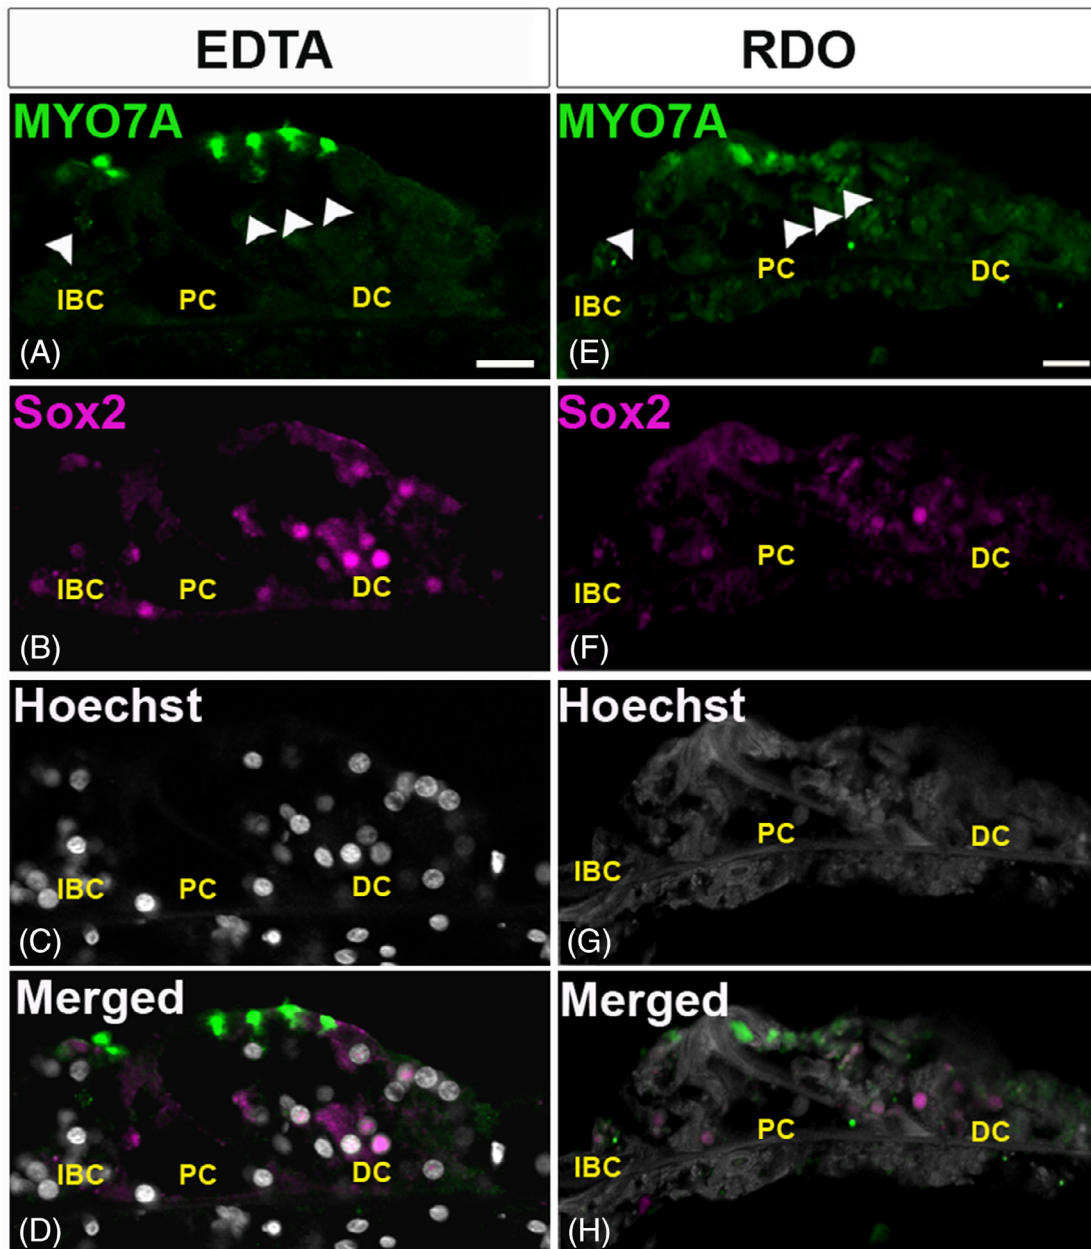 EDTA
RDO
MYO7A
IBC
PC
DC
(A)
MYO7A
PC
DC
IBC
(E)
Sox2
IBC
PC
DC
(B)
Sox2
PC
DC
IBC
(F)
Hoechst
IBC
PC
DC
(C)
Hoechst
PC
DC
IBC
(G)
Merged
IBC
PC
DC
(D)
Merged
PC
DC
IBC
(H)